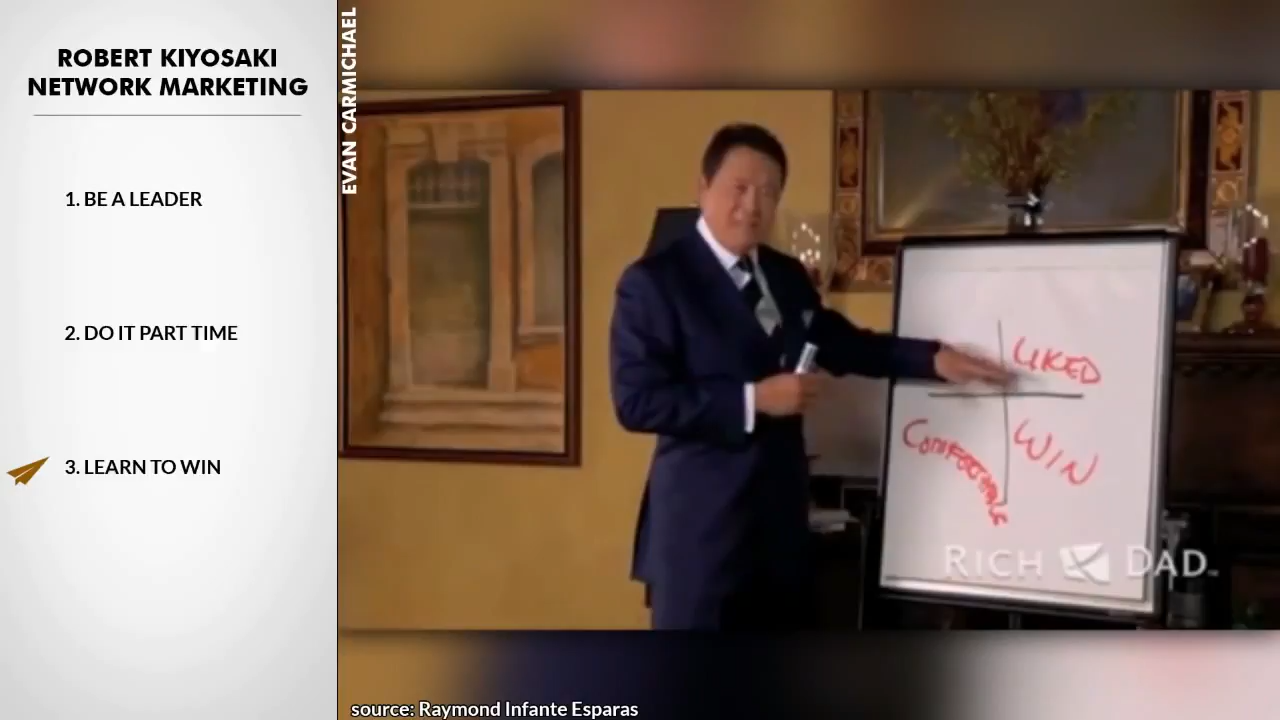 ROBERT KIYOSAKI
NETWORK MARKETING
1. BE A LEADER
2. DO IT PART TIME
3. LEARN TO WIN
EVAN CARMICHAEL
LIKED
COMFORTABLE
WIN
RICH DAD
source: Raymond Infante Esparas